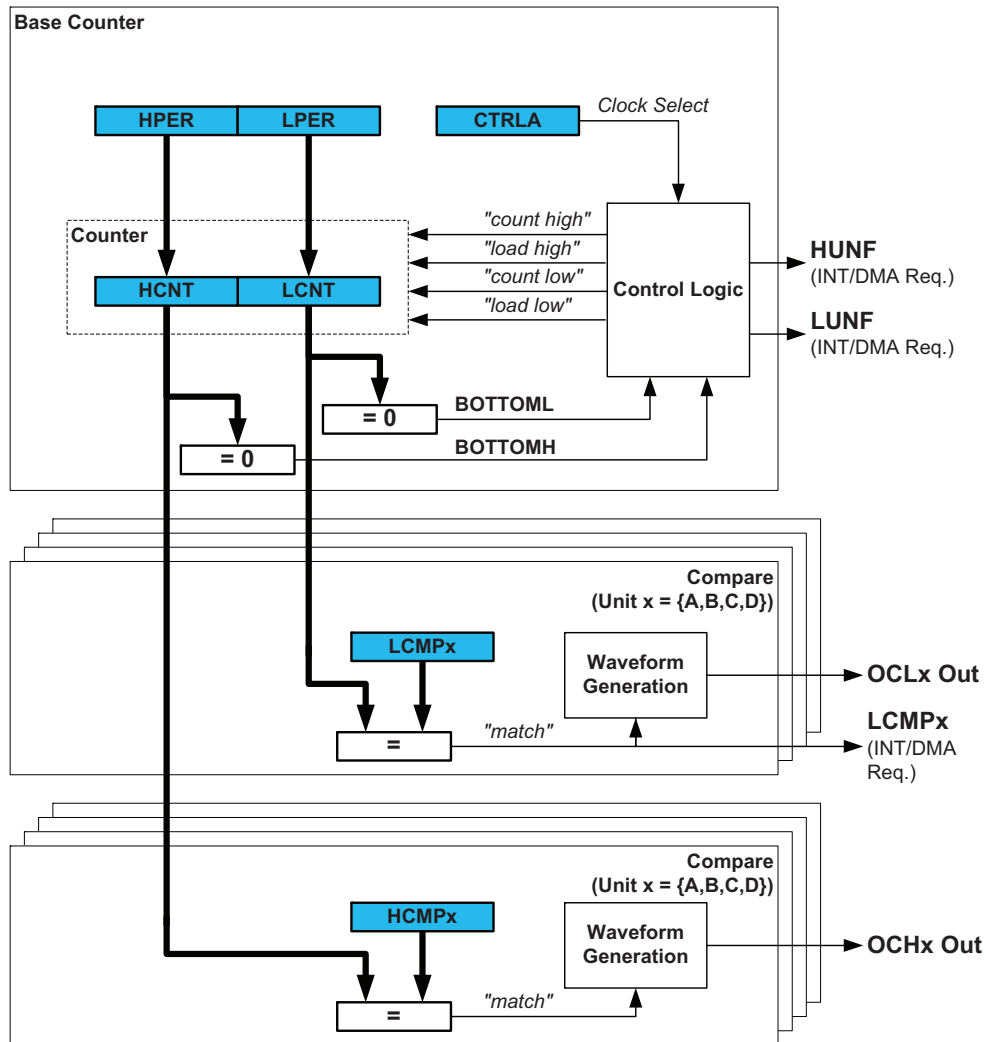 Base Counter
HPER
LPER
CTRLA
Clock Select
Counter
"count high"
"load high"
"count low"
"load low"
HCNT
LCNT
Control Logic
HUNF
(INT/DMA Req.)
LUNF
(INT/DMA Req.)
= 0
BOTTOML
= 0
BOTTOMH
Compare
(Unit x = {A,B,C,D})
LCMPx
Waveform
Generation
OCLx Out
=
"match"
LCMPx
(INT/DMA
Req.)
Compare
(Unit x = {A,B,C,D})
HCMPx
Waveform
Generation
OCHx Out
=
"match"